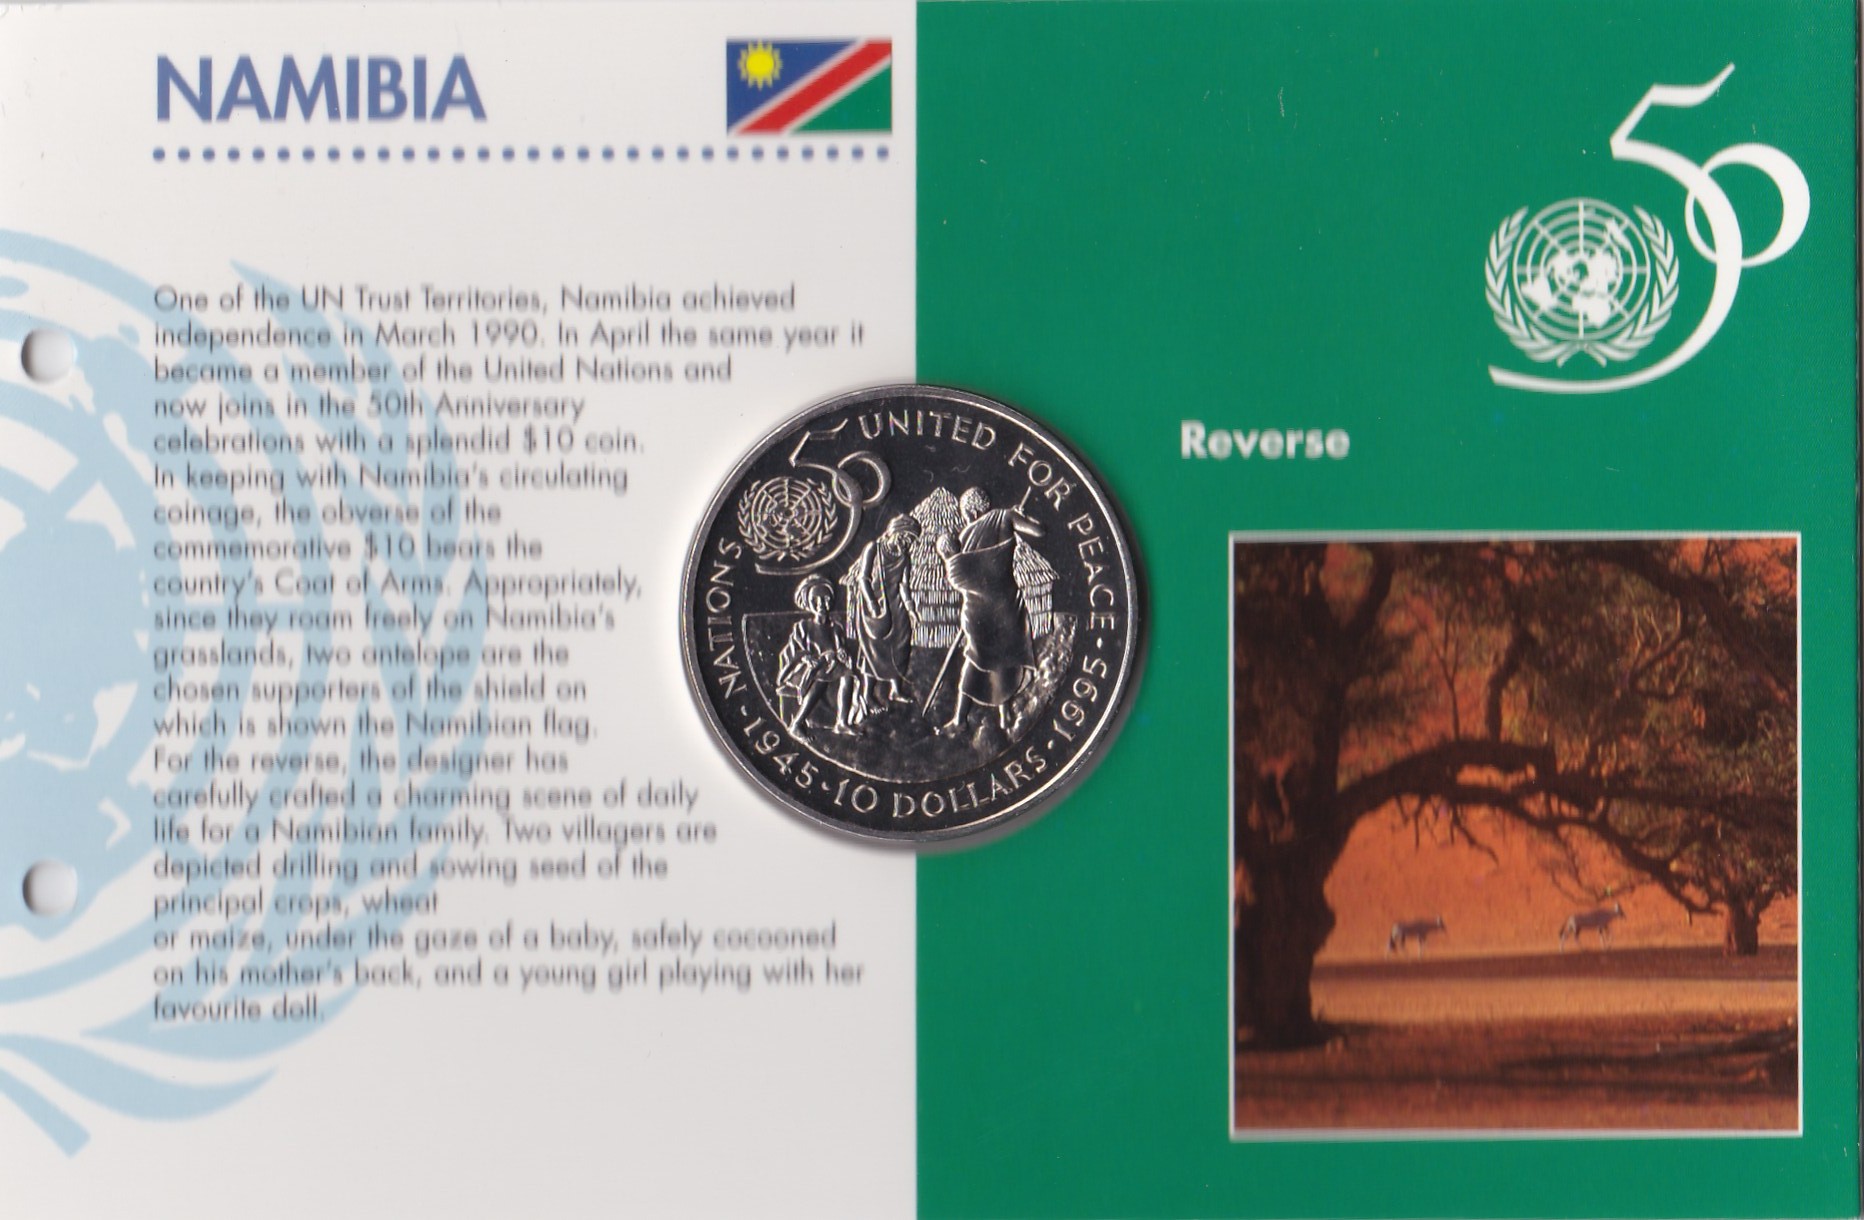 NAMIBIA
One of the UN Trust Territories, Namibia achieved
independence in March 1990. In April the same year it
became a member of the United Nations and
now joins in the 50th Anniversary
celebrations with a splendid $10 coin.
In keeping with Namibia's circulating
coinage, the obverse of the
commemorative $10 bears the
country's Coat of Arms. Appropriately,
since they roam freely on Namibia's
grasslands, two antelope are the
chosen supporters of the shield on
which is shown the Namibian flag.
For the reverse, the designer has
carefully crafted a charming scene of daily
life for a Namibian family. Two villagers are
depicted drilling and sowing seed of the
principal crops, wheat
or maize, under the gaze of a baby, safely cocooned
on his mother's back, and a young girl playing with her
favourite doll.
50
NATIONS UNITED FOR PEACE
· 1945 · 10 DOLLARS · 1995 ·
50
Reverse